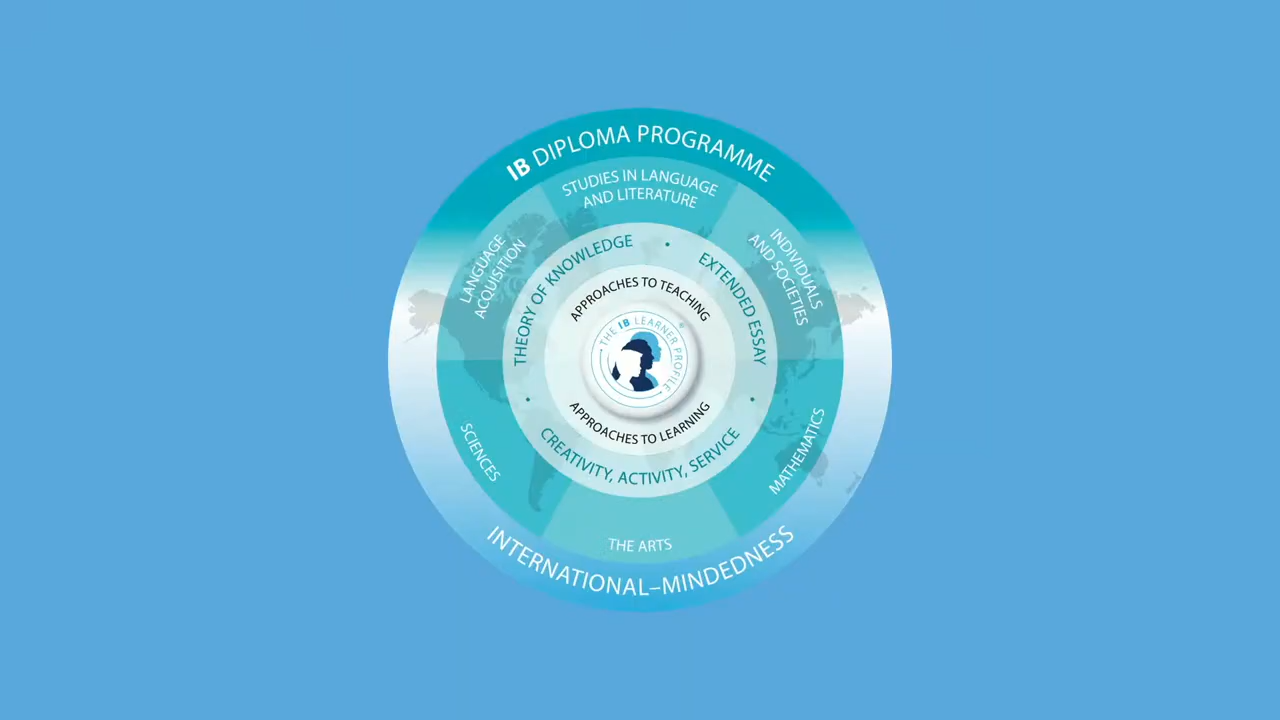 IB DIPLOMA PROGRAMME
STUDIES IN LANGUAGE
AND LITERATURE
LANGUAGE
ACQUISITION
INDIVIDUALS
AND SOCIETIES
THEORY OF KNOWLEDGE
EXTENDED ESSAY
APPROACHES TO TEACHING
THE IB LEARNER PROFILE
APPROACHES TO LEARNING
CREATIVITY, ACTIVITY, SERVICE
SCIENCES
MATHEMATICS
THE ARTS
INTERNATIONAL–MINDEDNESS